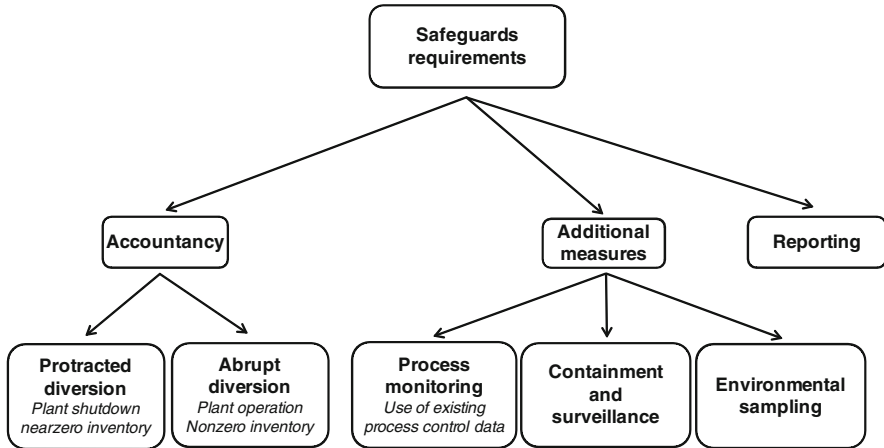 Safeguards
requirements
Accountancy
Additional
measures
Reporting
Protracted
diversion
Plant shutdown
nearzero inventory
Abrupt
diversion
Plant operation
Nonzero inventory
Process
monitoring
Use of existing
process control data
Containment
and
surveillance
Environmental
sampling